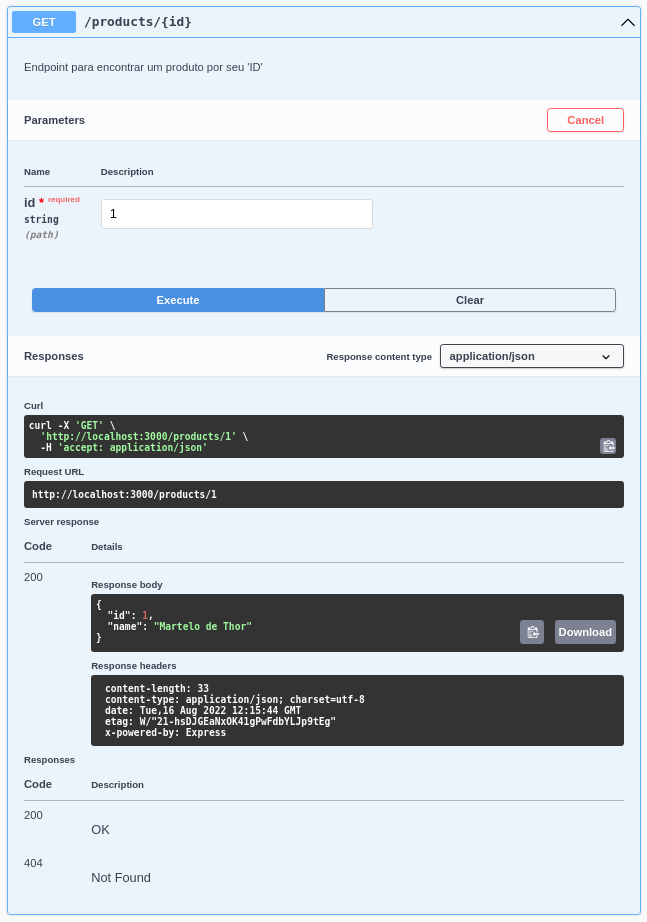 GET /products/{id}
Endpoint para encontrar um produto por seu 'ID'
Parameters Cancel
Name Description
id * required
string
(path)
1
Execute Clear
Responses Response content type application/json
Curl
curl -X 'GET' \
'http://localhost:3000/products/1' \
-H 'accept: application/json'
Request URL
http://localhost:3000/products/1
Server response
Code Details
200
Response body
{
"id": 1,
"name": "Martelo de Thor"
}
Download
Response headers
content-length: 33
content-type: application/json; charset=utf-8
date: Tue,16 Aug 2022 12:15:44 GMT
etag: W/"21-hsDJGEaNxOK41gPwFdbYLJp9tEg"
x-powered-by: Express
Responses
Code Description
200
OK
404
Not Found